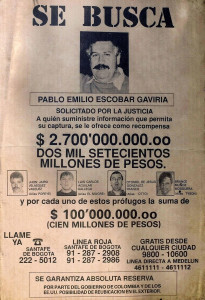 SE BUSCA
PABLO EMILIO ESCOBAR GAVIRIA
SOLICITADO POR LA JUSTICIA
A quién suministre información que permita
su captura, se le ofrece como recompensa
$ 2.700'000.000.oo
DOS MIL SETECIENTOS
MILLONES DE PESOS.
y por cada uno de estos prófugos la suma de
$ 100'000.000.oo
(CIEN MILLONES DE PESOS)
LLAME
YA
SANTAFE
DE BOGOTA
222 - 5012
LINEA ROJA
SANTAFE DE BOGOTA
91 - 287 - 2908
91 - 287 - 2986
GRATIS DESDE
CUALQUIER CIUDAD
9800 - 10600
LINEA DIRECTA A MEDELLIN
4611111 - 4611112
SE GARANTIZA ABSOLUTA RESERVA
POR PARTE DEL GOBIERNO DE COLOMBIA Y DE LOS
EE.UU. POSIBILIDAD DE REUBICACION EN EL EXTERIOR.